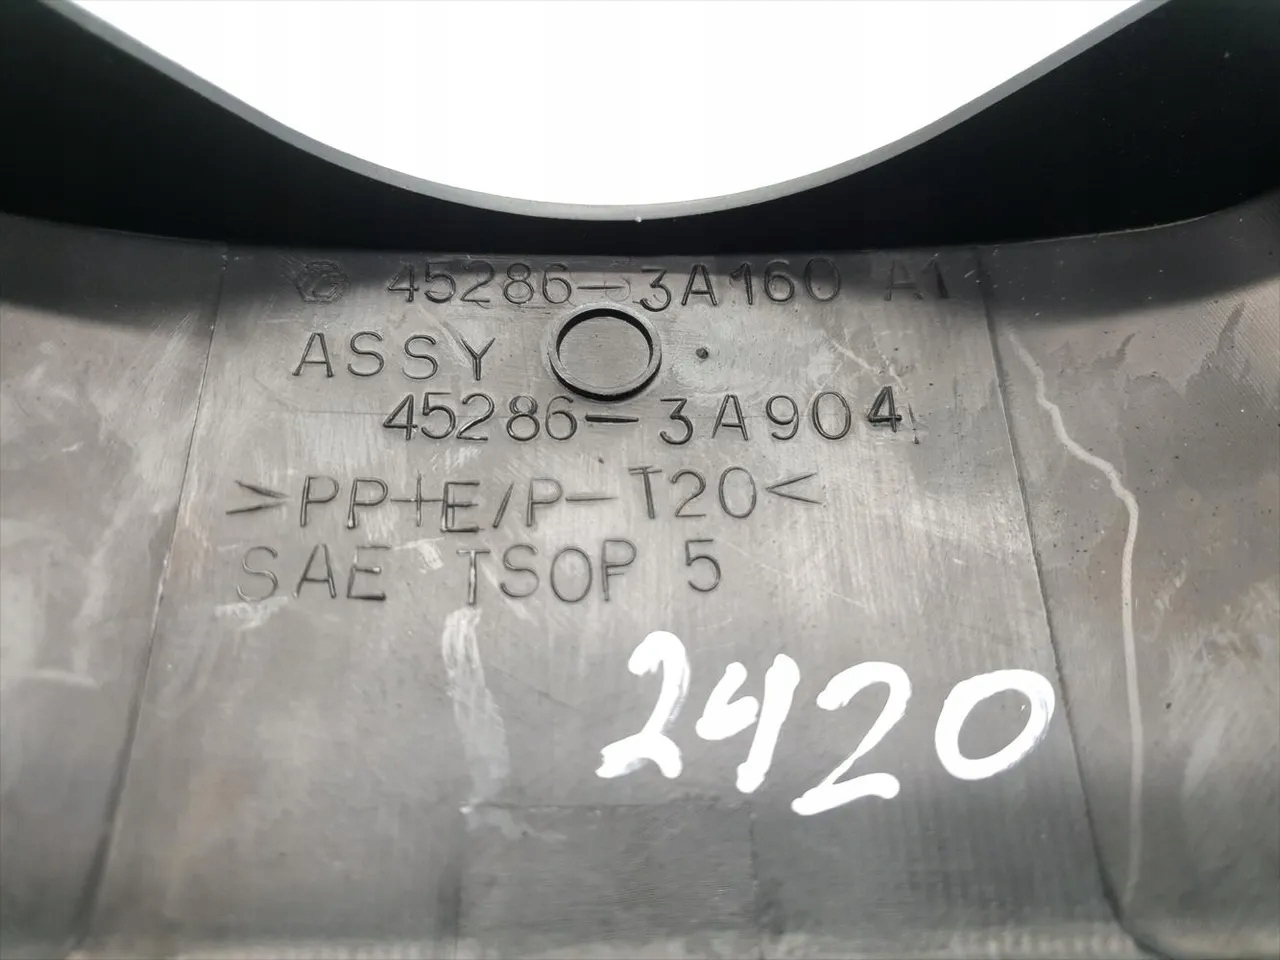 45286-3A160 A1
ASSY
45286-3A904
>PP+E/P-T20<
SAE TSOP 5
2420